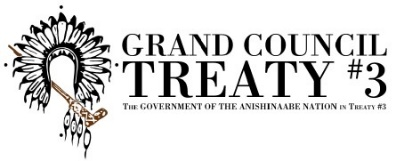 GRAND COUNCIL
TREATY #3
THE GOVERNMENT OF THE ANISHINAABE NATION IN TREATY #3